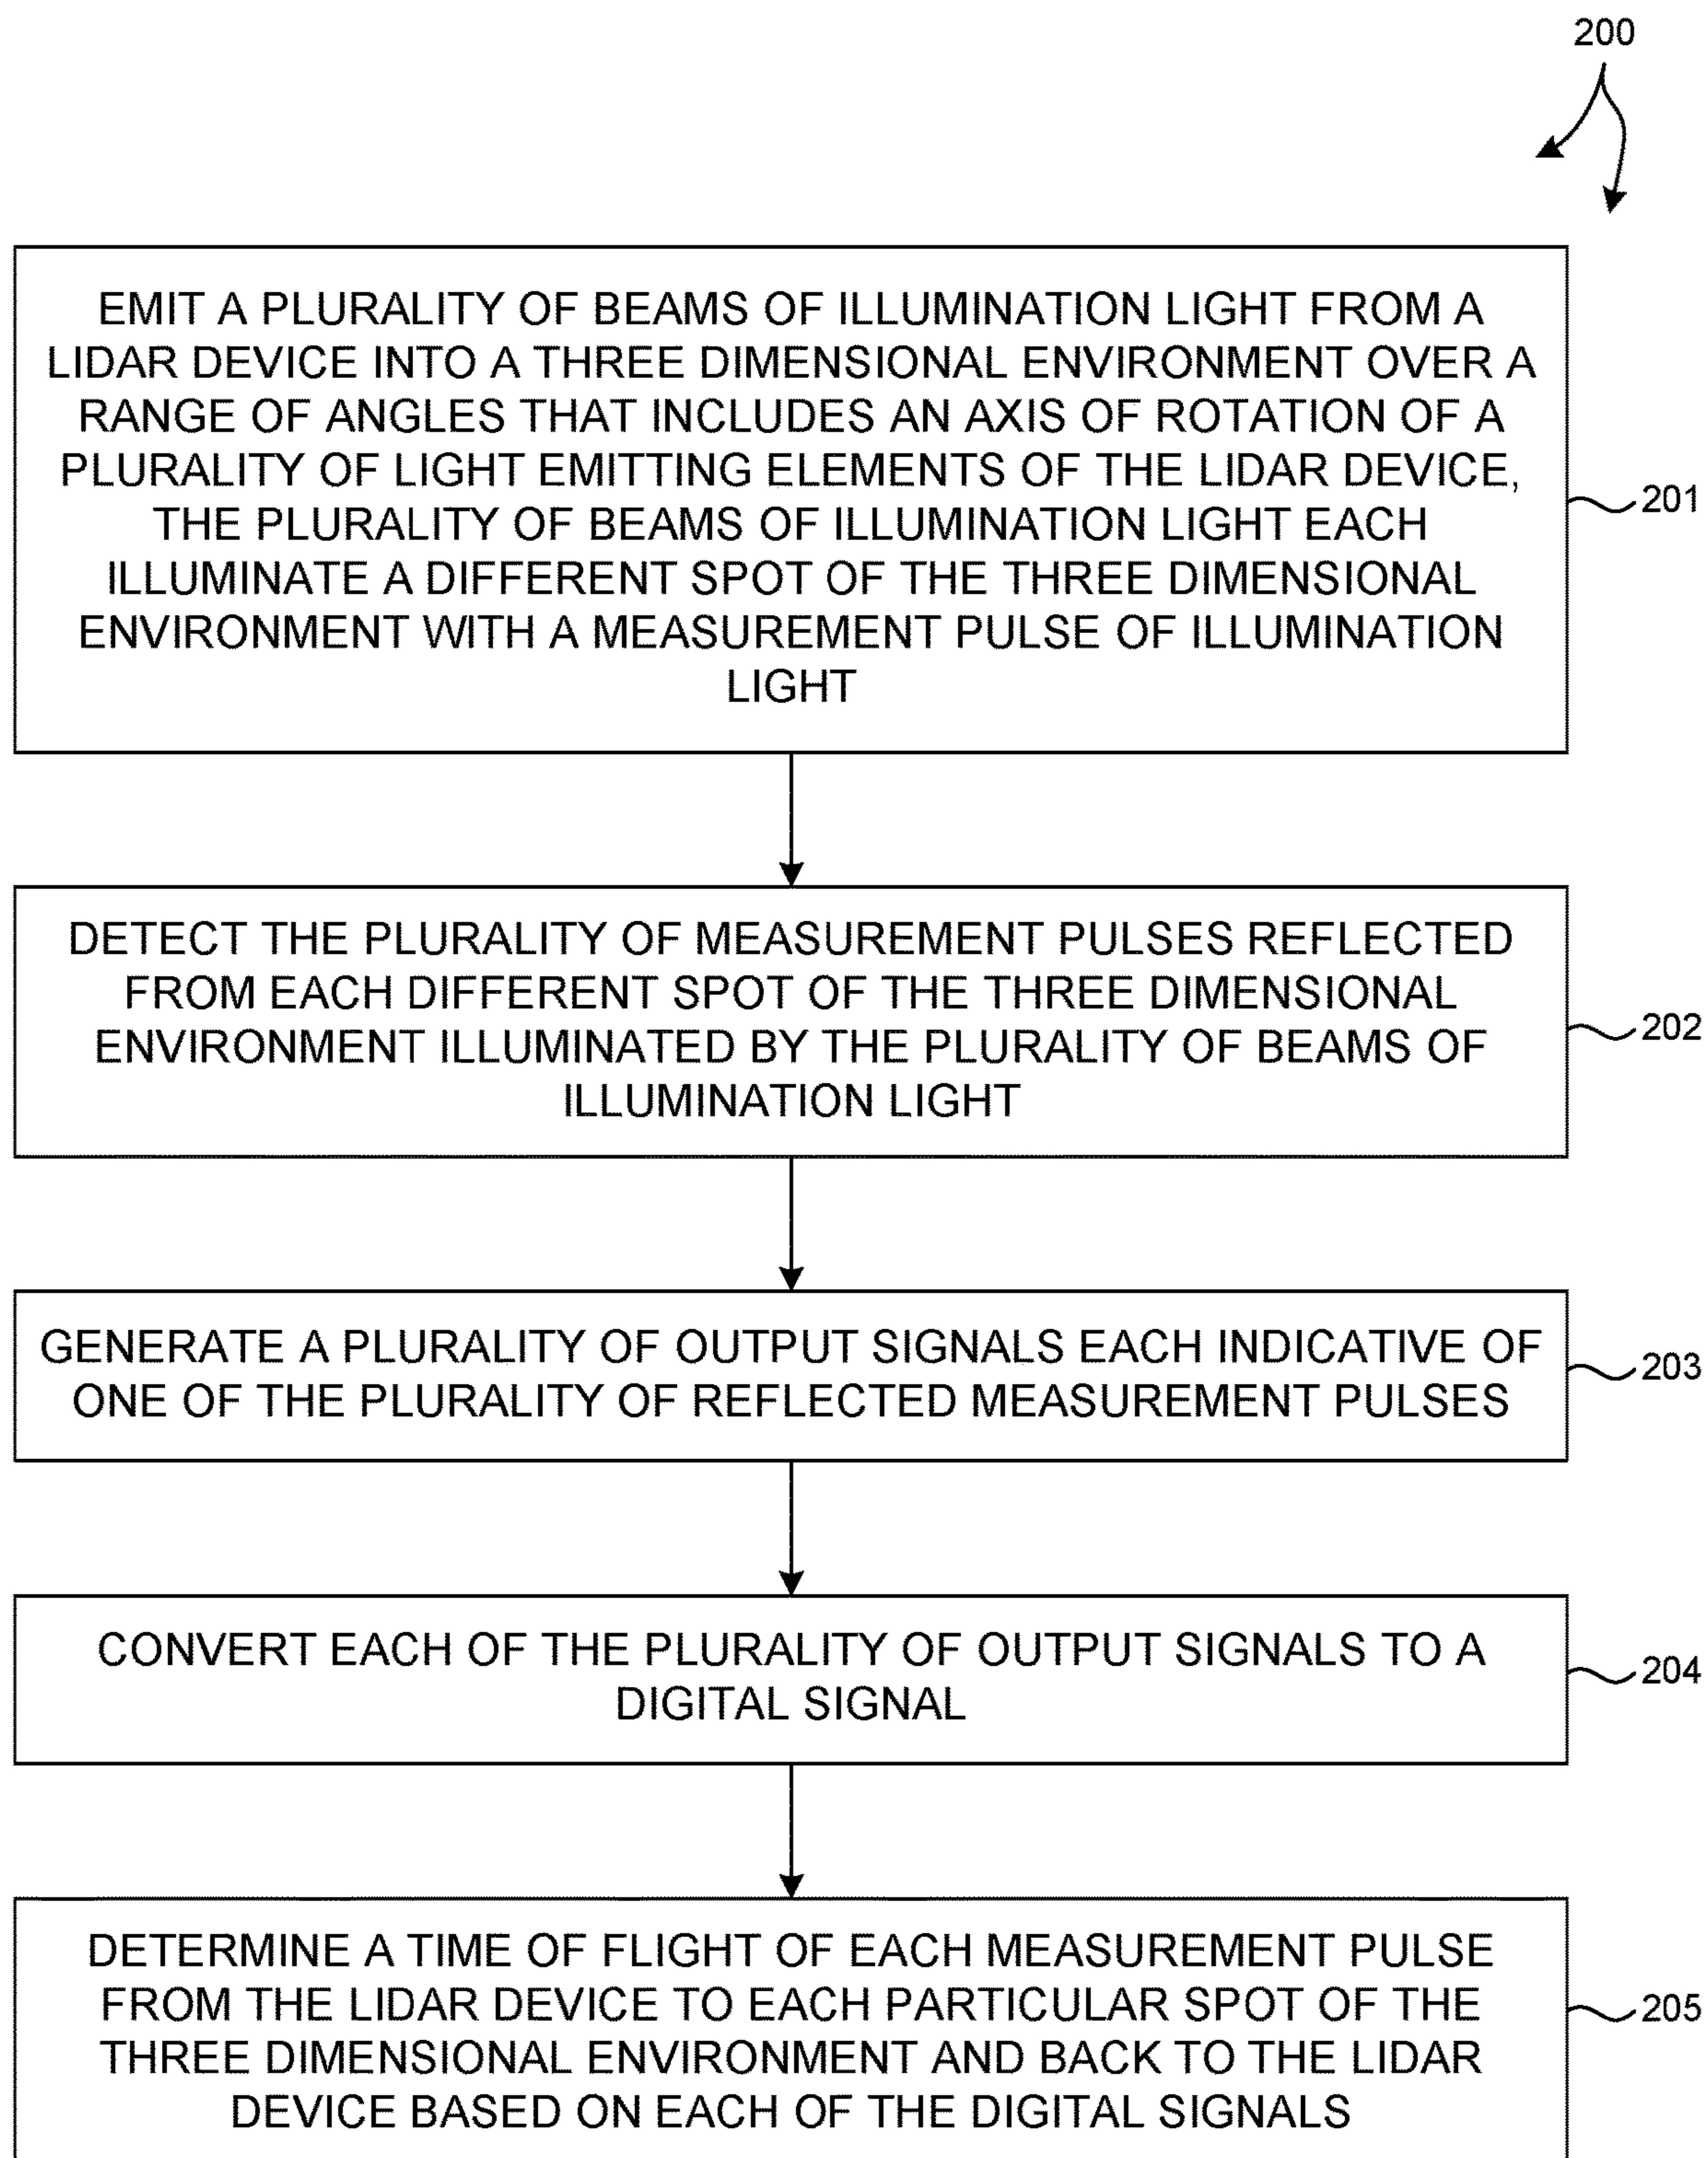 200
EMIT A PLURALITY OF BEAMS OF ILLUMINATION LIGHT FROM A
LIDAR DEVICE INTO A THREE DIMENSIONAL ENVIRONMENT OVER A
RANGE OF ANGLES THAT INCLUDES AN AXIS OF ROTATION OF A
PLURALITY OF LIGHT EMITTING ELEMENTS OF THE LIDAR DEVICE,
THE PLURALITY OF BEAMS OF ILLUMINATION LIGHT EACH
ILLUMINATE A DIFFERENT SPOT OF THE THREE DIMENSIONAL
ENVIRONMENT WITH A MEASUREMENT PULSE OF ILLUMINATION
LIGHT
201
DETECT THE PLURALITY OF MEASUREMENT PULSES REFLECTED
FROM EACH DIFFERENT SPOT OF THE THREE DIMENSIONAL
ENVIRONMENT ILLUMINATED BY THE PLURALITY OF BEAMS OF
ILLUMINATION LIGHT
202
GENERATE A PLURALITY OF OUTPUT SIGNALS EACH INDICATIVE OF
ONE OF THE PLURALITY OF REFLECTED MEASUREMENT PULSES
203
CONVERT EACH OF THE PLURALITY OF OUTPUT SIGNALS TO A
DIGITAL SIGNAL
204
DETERMINE A TIME OF FLIGHT OF EACH MEASUREMENT PULSE
FROM THE LIDAR DEVICE TO EACH PARTICULAR SPOT OF THE
THREE DIMENSIONAL ENVIRONMENT AND BACK TO THE LIDAR
DEVICE BASED ON EACH OF THE DIGITAL SIGNALS
205